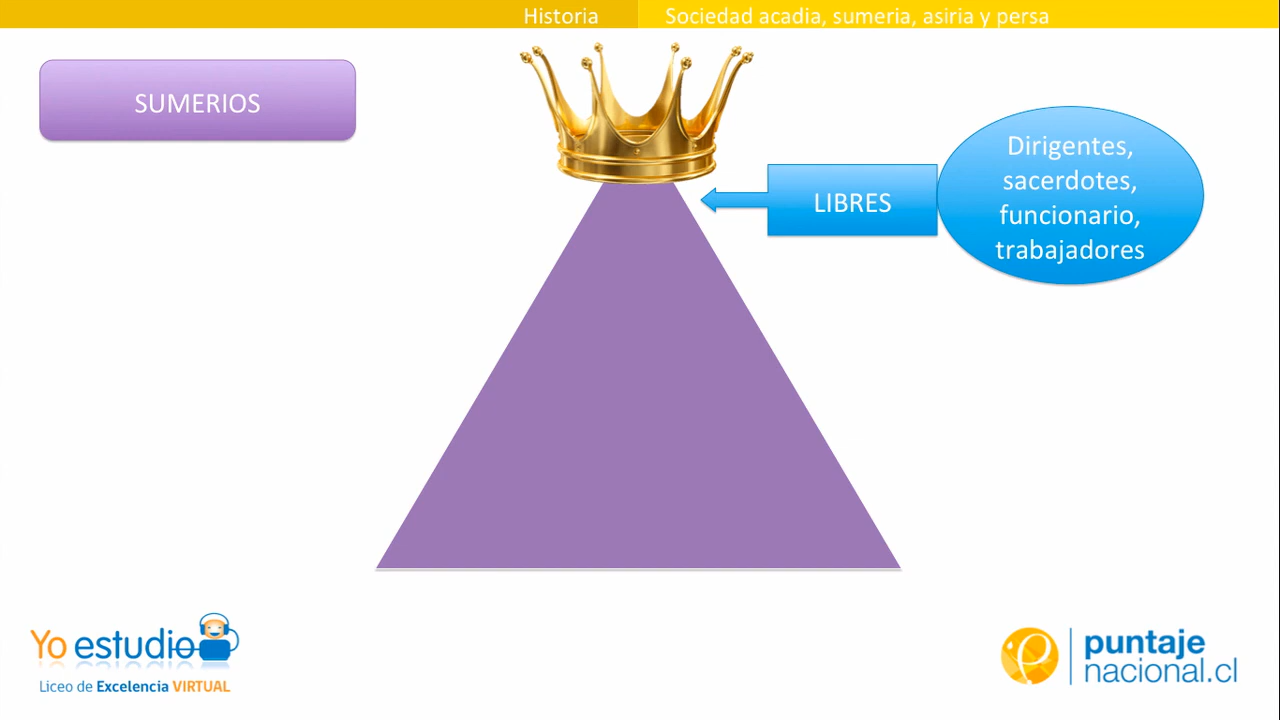 Historia
Sociedad acadia, sumeria, asiria y persa
SUMERIOS
LIBRES
Dirigentes,
sacerdotes,
funcionario,
trabajadores
Yo estudio
Liceo de Excelencia VIRTUAL
puntaje
nacional.cl